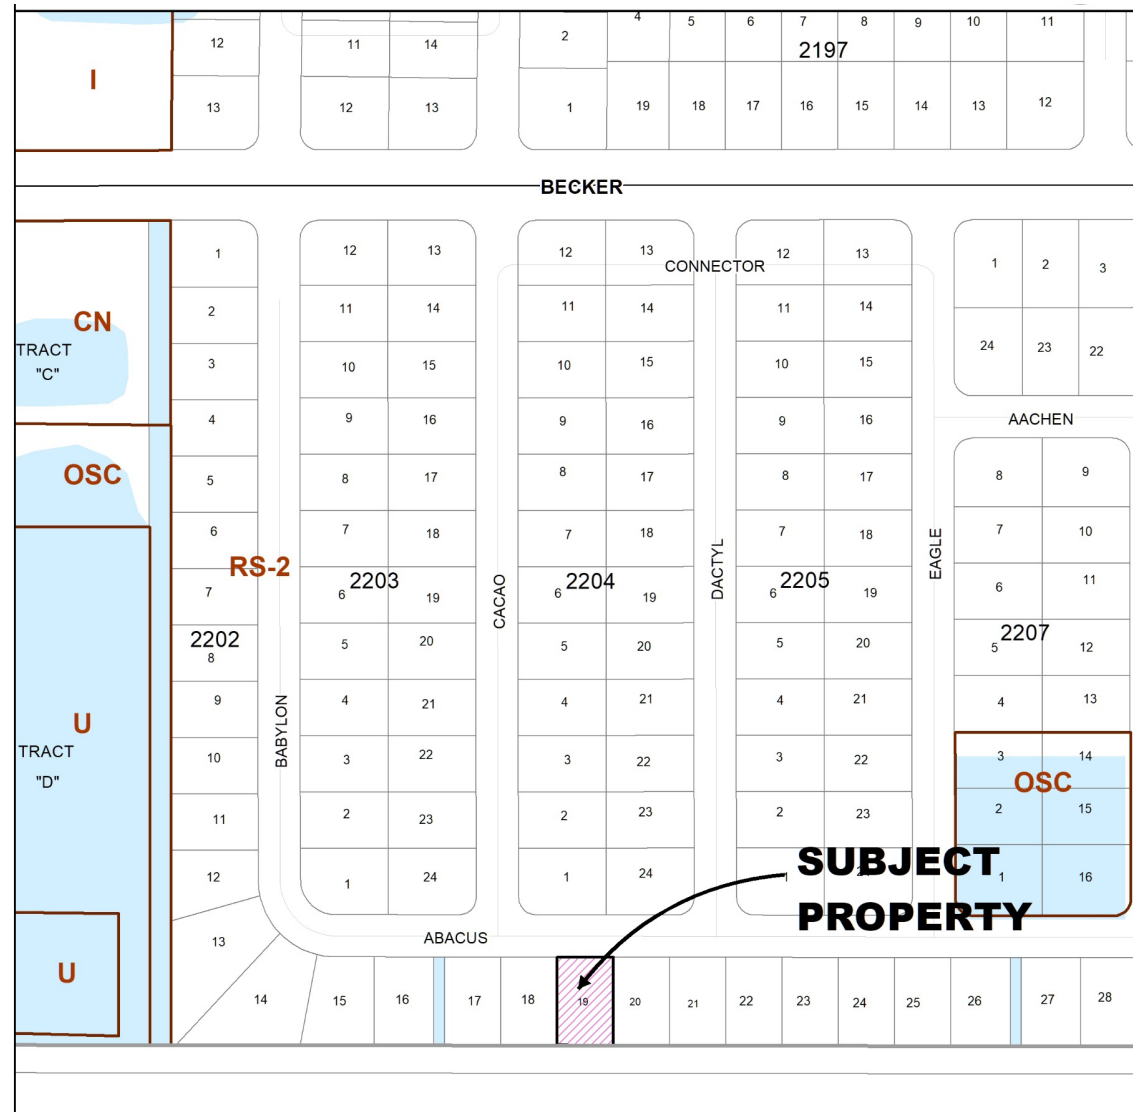 4 5 6 7 8 9 10 11
12 11 14 2
2197
I
13 12 13 1 19 18 17 16 15 14 13 12
BECKER
1 12 13 12 13 12 13 1 2 3
CONNECTOR
2 11 14 11 14 11 14
CN
TRACT
"C"
3 10 15 10 15 10 15 24 23 22
4 9 16 9 16 9 16
AACHEN
OSC
5 8 17 8 17 8 17 8 9
6 7 18 7 18 7 18 7 10
RS-2
EAGLE
DACTYL
CACAO
2203 2204 2205
7 6 19 6 19 6 19 6 11
2202
2207
8 5 20 5 20 5 20 5 12
9 4 21 4 21 4 21 4 13
BABYLON
U
TRACT
"D"
10 3 22 3 22 3 22 3 14
OSC
11 2 23 2 23 2 23 2 15
12 1 24 1 24 1 1 16
SUBJECT
PROPERTY
ABACUS
13
U
14 15 16 17 18 19 20 21 22 23 24 25 26 27 28